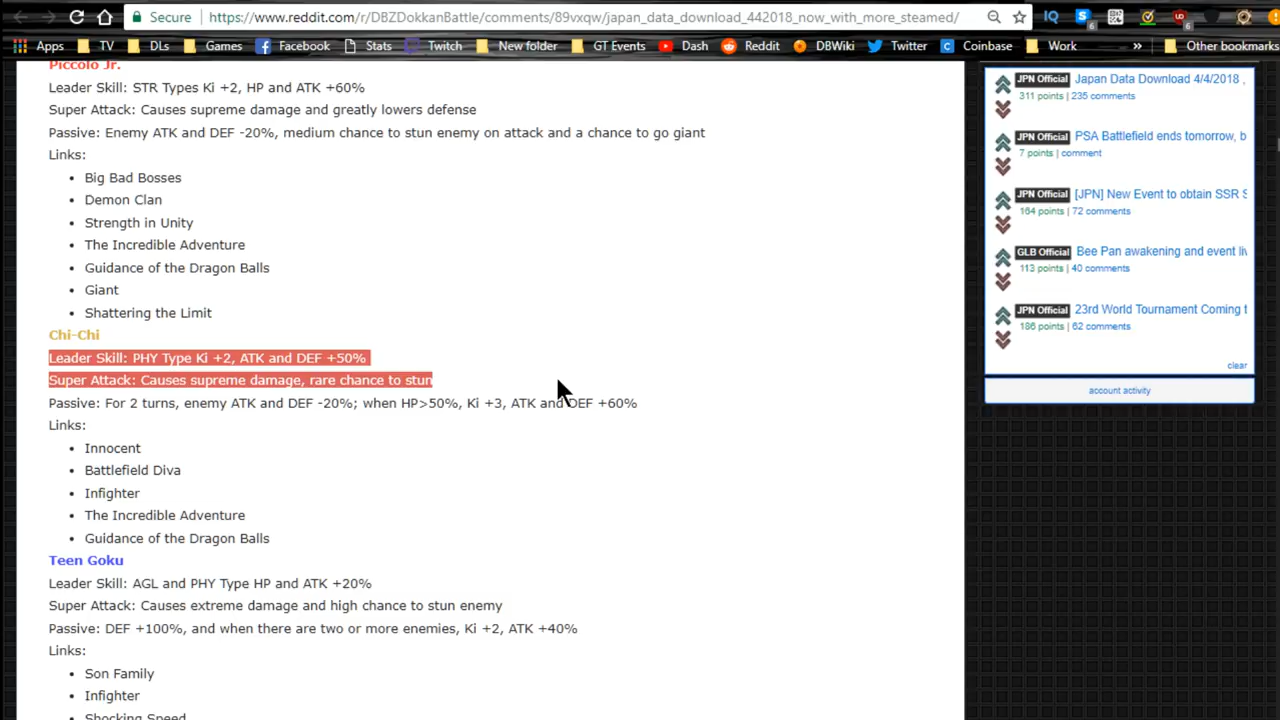 Secure https://www.reddit.com/r/DBZDokkanBattle/comments/89vxqw/japan_data_download_442018_now_with_more_steamed/
Apps TV DLs Games Facebook Stats Twitch New folder GT Events Dash Reddit DBWiki Twitter Coinbase Work » Other bookmarks
Piccolo Jr.
Leader Skill: STR Types Ki +2, HP and ATK +60%
Super Attack: Causes supreme damage and greatly lowers defense
Passive: Enemy ATK and DEF -20%, medium chance to stun enemy on attack and a chance to go giant
Links:
• Big Bad Bosses
• Demon Clan
• Strength in Unity
• The Incredible Adventure
• Guidance of the Dragon Balls
• Giant
• Shattering the Limit
Chi-Chi
Leader Skill: PHY Type Ki +2, ATK and DEF +50%
Super Attack: Causes supreme damage, rare chance to stun
Passive: For 2 turns, enemy ATK and DEF -20%; when HP>50%, Ki +3, ATK and DEF +60%
Links:
• Innocent
• Battlefield Diva
• Infighter
• The Incredible Adventure
• Guidance of the Dragon Balls
Teen Goku
Leader Skill: AGL and PHY Type HP and ATK +20%
Super Attack: Causes extreme damage and high chance to stun enemy
Passive: DEF +100%, and when there are two or more enemies, Ki +2, ATK +40%
Links:
• Son Family
• Infighter
• Shocking Speed
JPN Official Japan Data Download 4/4/2018 ,
311 points | 235 comments
JPN Official PSA Battlefield ends tomorrow, b
7 points | comment
JPN Official [JPN] New Event to obtain SSR S
164 points | 72 comments
GLB Official Bee Pan awakening and event liv
113 points | 40 comments
JPN Official 23rd World Tournament Coming t
186 points | 62 comments
clear
account activity